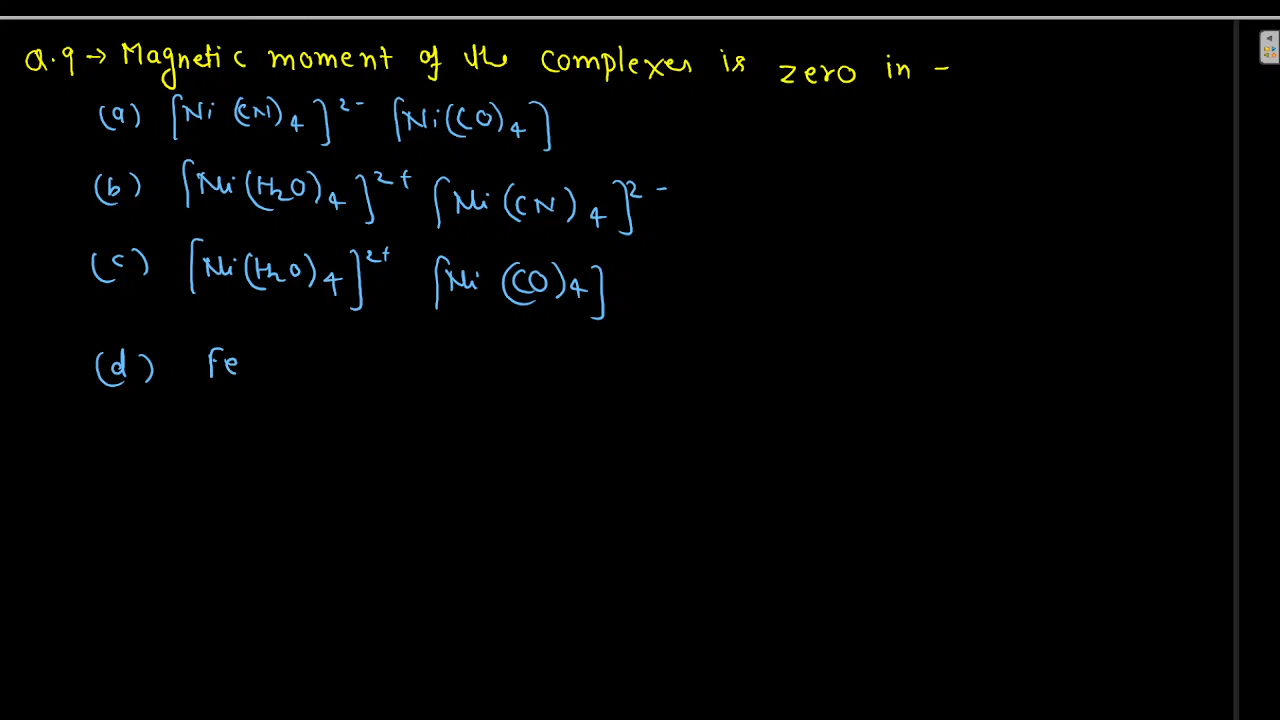 Q.9 → Magnetic moment of the complexes is zero in -
(a) [Ni(CN)₄]²⁻ [Ni(CO)₄]
(b) [Ni(H₂O)₄]²⁺ [Ni(CN)₄]²⁻
(c) [Ni(H₂O)₄]²⁺ [Ni(CO)₄]
(d) Fe